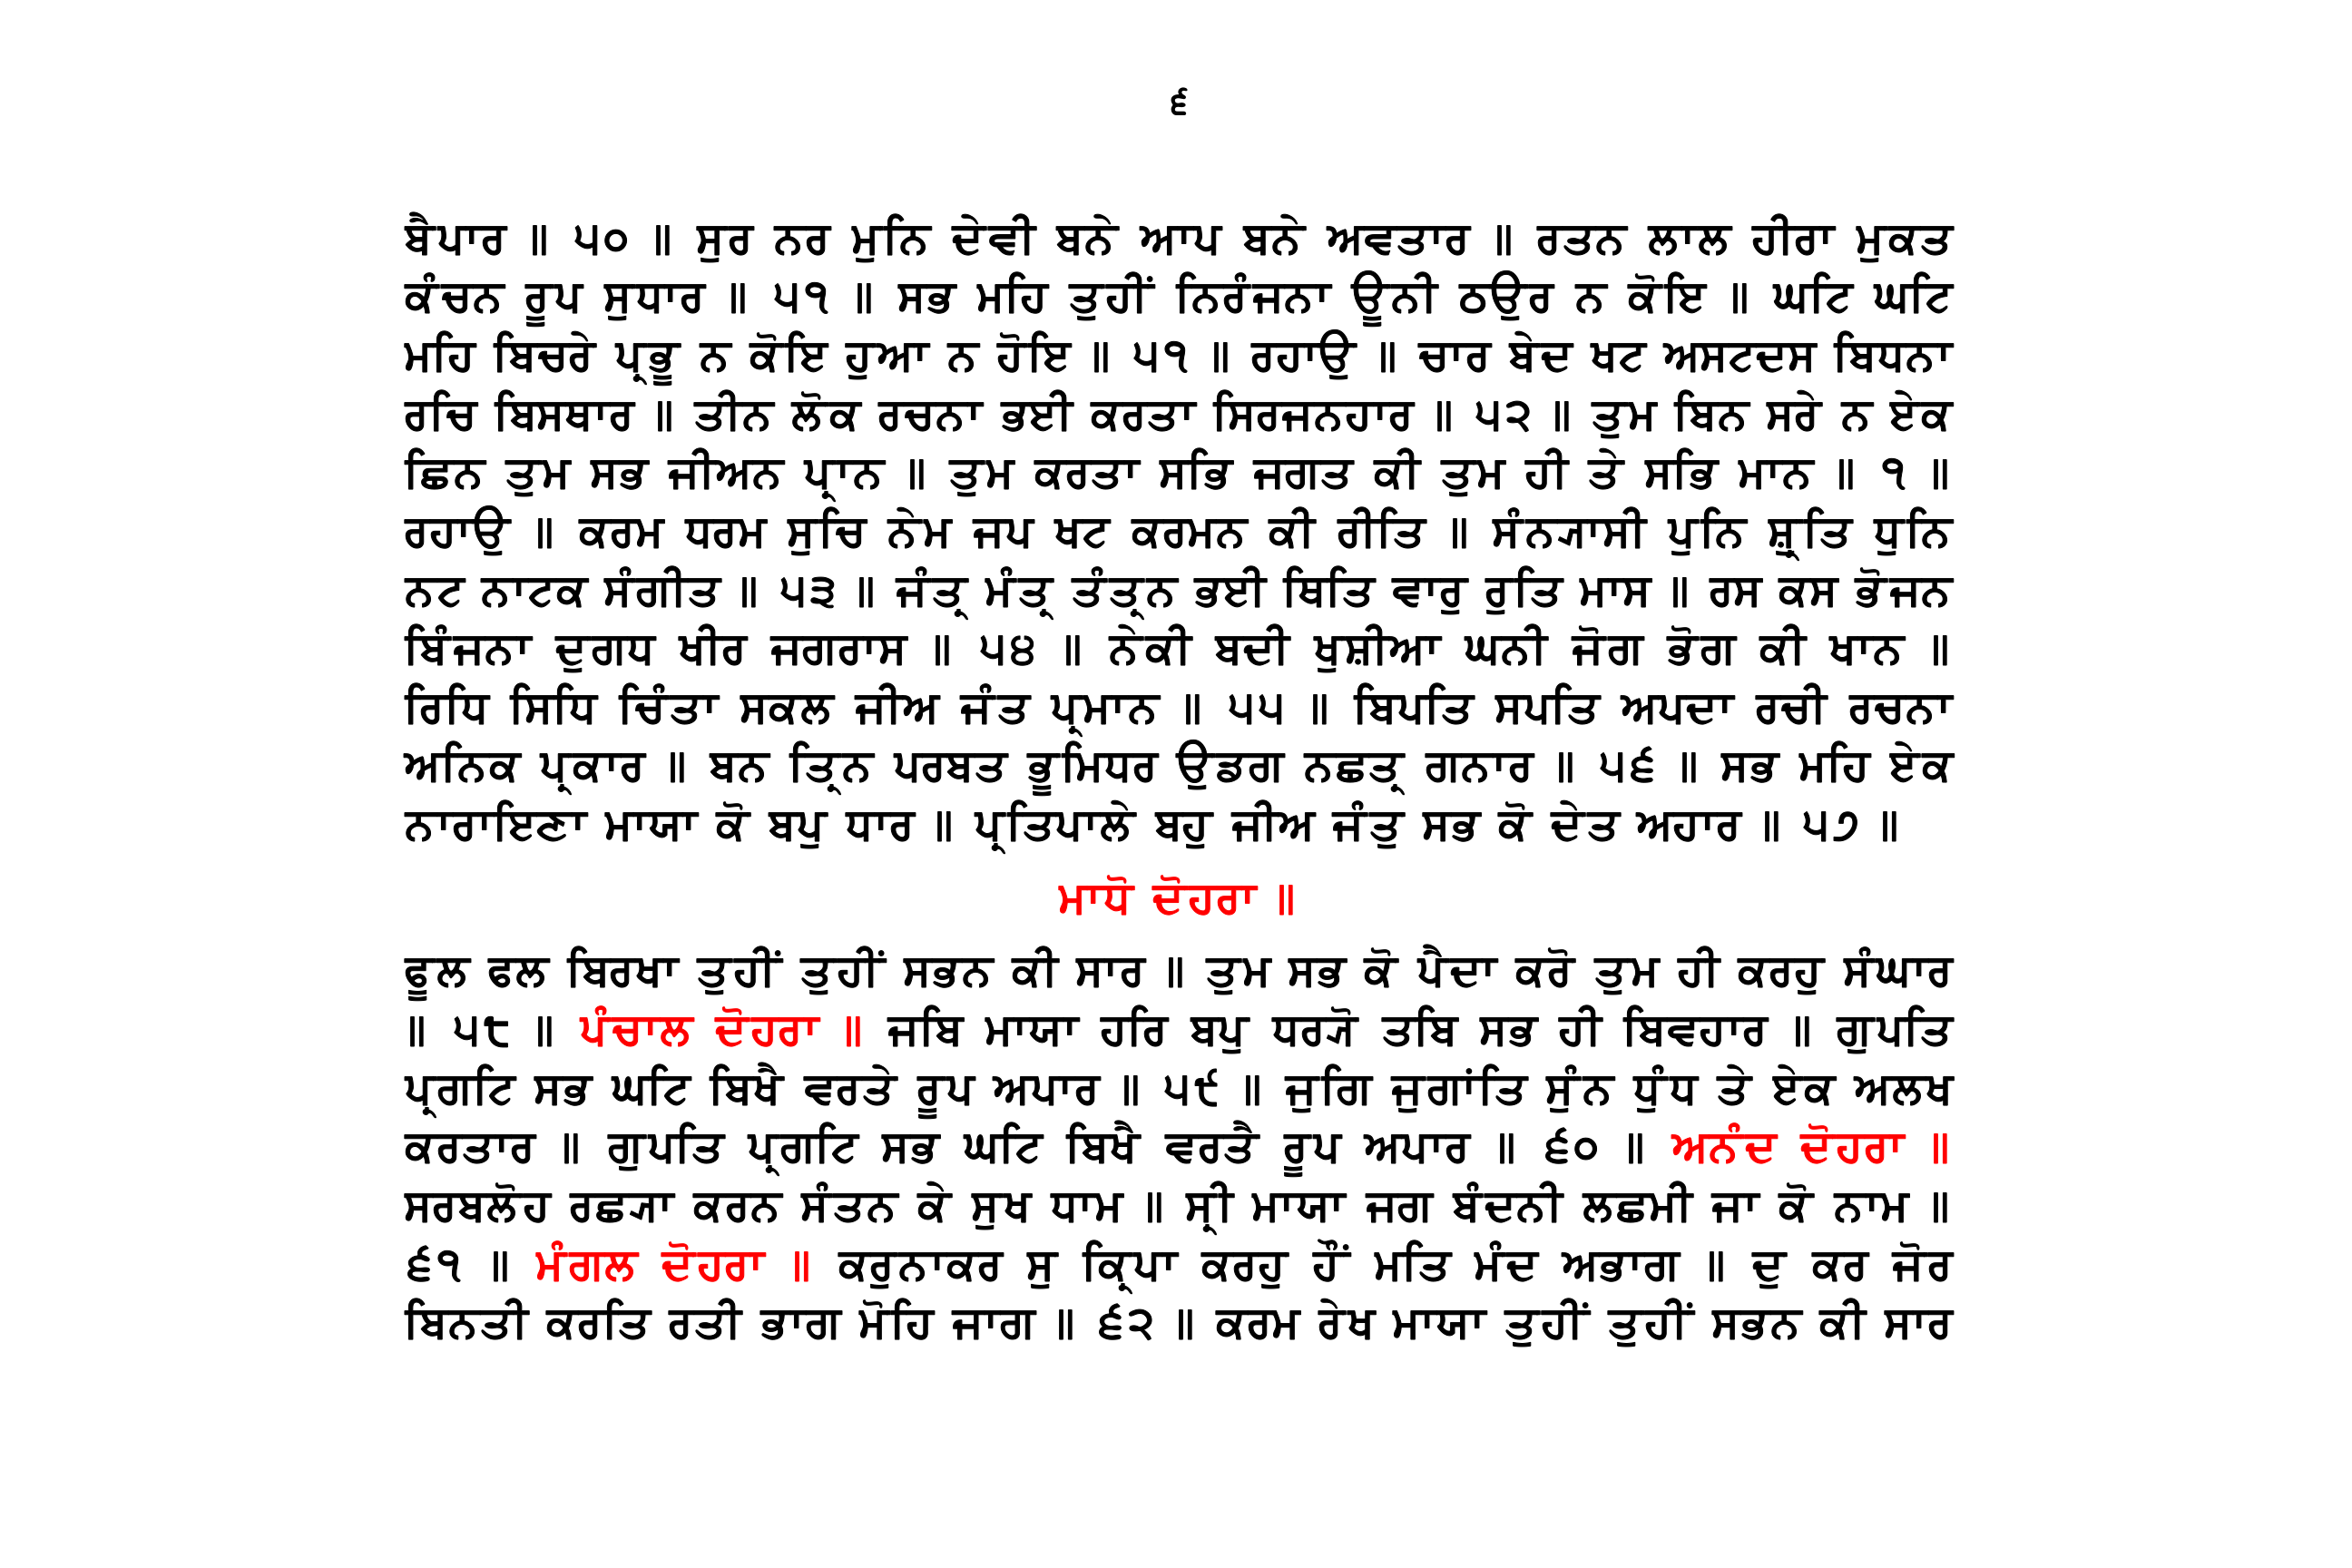 ੬
ਬੈਪਾਰ ॥ ੫੦ ॥ ਸੁਰ ਨਰ ਮੁਨਿ ਦੇਵੀ ਬਨੇ ਆਪ ਬਨੇ ਅਵਤਾਰ ॥ ਰਤਨ ਲਾਲ ਹੀਰਾ ਮੁਕਤ
ਕੰਚਨ ਰੂਪ ਸੁਧਾਰ ॥ ੫੧ ॥ ਸਭ ਮਹਿ ਤੁਹੀਂ ਨਿਰੰਜਨਾ ਊਨੀ ਠਉਰ ਨ ਕੋਇ ॥ ਘਟਿ ਘਟਿ
ਮਹਿ ਬਿਚਰੇ ਪ੍ਰਭੂ ਨ ਕੋਇ ਹੁਆ ਨ ਹੋਇ ॥ ੫੧ ॥ ਰਹਾਉ ॥ ਚਾਰ ਬੇਦ ਖਟ ਅਸਟਦਸ ਬਿਧਨਾ
ਰਚਿ ਬਿਸਥਾਰ ॥ ਤੀਨ ਲੋਕ ਰਚਨਾ ਭਈ ਕਰਤਾ ਸਿਰਜਨਹਾਰ ॥ ੫੨ ॥ ਤੁਮ ਬਿਨ ਸਰੇ ਨ ਏਕ
ਛਿਨ ਤੁਮ ਸਭ ਜੀਅਨ ਪ੍ਰਾਨ ॥ ਤੁਮ ਕਰਤਾ ਸਭਿ ਜਗਤ ਕੀ ਤੁਮ ਹੀ ਤੇ ਸਭਿ ਮਾਨ ॥ ੧ ॥
ਰਹਾਉ ॥ ਕਰਮ ਧਰਮ ਸੁਚਿ ਨੇਮ ਜਪ ਖਟ ਕਰਮਨ ਕੀ ਰੀਤਿ ॥ ਸੰਨਯਾਸੀ ਪੁਨਿ ਸ਼੍ਰੁਤਿ ਧੁਨਿ
ਨਟ ਨਾਟਕ ਸੰਗੀਤ ॥ ੫੩ ॥ ਜੰਤ੍ਰ ਮੰਤ੍ਰ ਤੰਤ੍ਰਨ ਭਈ ਥਿਤਿ ਵਾਰੁ ਰੁਤਿ ਮਾਸ ॥ ਰਸ ਕਸ ਭੋਜਨ
ਬਿੰਜਨਾ ਦੁਗਧ ਖੀਰ ਜਗਰਾਸ ॥ ੫੪ ॥ ਨੇਕੀ ਬਦੀ ਖੁਸ਼ੀਆ ਘਨੀ ਜੋਗ ਭੋਗ ਕੀ ਖਾਨ ॥
ਰਿਧਿ ਸਿਧਿ ਚਿੰਤਾ ਸਕਲ ਜੀਅ ਜੰਤ ਪ੍ਰਮਾਨ ॥ ੫੫ ॥ ਬਿਪਤਿ ਸਪਤਿ ਅਪਦਾ ਰਚੀ ਰਚਨਾ
ਅਨਿਕ ਪ੍ਰਕਾਰ ॥ ਬਨ ਤ੍ਰਿਨ ਪਰਬਤ ਭੂਮਿਧਰ ਉਡਗ ਨਛਤ੍ਰ ਗਨਾਰ ॥ ੫੬ ॥ ਸਭ ਮਹਿ ਏਕ
ਨਾਰਾਇਣਾ ਮਾਯਾ ਕੋ ਬਪੁ ਧਾਰ ॥ ਪ੍ਰਤਿਪਾਲੇ ਬਹੁ ਜੀਅ ਜੰਤੁ ਸਭ ਕੋ ਦੇਤ ਅਹਾਰ ॥ ੫੭ ॥
ਮਾਧੋ ਦੋਹਰਾ ॥
ਫੂਲ ਫਲ ਬਿਰਖਾ ਤੁਹੀਂ ਤੁਹੀਂ ਸਭਨ ਕੀ ਸਾਰ ॥ ਤੁਮ ਸਭ ਕੋ ਪੈਦਾ ਕਰੋ ਤੁਮ ਹੀ ਕਰਹੁ ਸੰਘਾਰ
॥ ੫੮ ॥ ਪੰਚਾਲ ਦੋਹਰਾ ॥ ਜਬਿ ਮਾਯਾ ਹਰਿ ਬਪੁ ਧਰਯੋ ਤਬਿ ਸਭ ਹੀ ਬਿਵਹਾਰ ॥ ਗੁਪਤਿ
ਪ੍ਰਗਟਿ ਸਭ ਘਟਿ ਬਿਖੈ ਵਰਤੇ ਰੂਪ ਅਪਾਰ ॥ ੫੯ ॥ ਜੁਗਿ ਜੁਗਾਂਤਿ ਸੁੰਨ ਧੁੰਧ ਤੇ ਏਕ ਅਲਖ
ਕਰਤਾਰ ॥ ਗੁਪਤਿ ਪ੍ਰਗਟਿ ਸਭ ਘਟਿ ਬਿਖੈ ਵਰਤੈ ਰੂਪ ਅਪਾਰ ॥ ੬੦ ॥ ਅਨੰਦ ਦੋਹਰਾ ॥
ਸਰਬਲੋਹ ਰਛਯਾ ਕਰਨ ਸੰਤਨ ਕੇ ਸੁਖ ਧਾਮ ॥ ਸ੍ਰੀ ਮਾਯਾ ਜਗ ਬੰਦਨੀ ਲਛਮੀ ਜਾ ਕੋ ਨਾਮ ॥
੬੧ ॥ ਮੰਗਲ ਦੋਹਰਾ ॥ ਕਰੁਨਾਕਰ ਸੁ ਕ੍ਰਿਪਾ ਕਰਹੁ ਹੌਂ ਮਤਿ ਮੰਦ ਅਭਾਗ ॥ ਦੁ ਕਰ ਜੋਰ
ਬਿਨਤੀ ਕਰਤਿ ਰਤੀ ਭਾਗ ਮੋਹਿ ਜਾਗ ॥ ੬੨ ॥ ਕਰਮ ਰੇਖ ਮਾਯਾ ਤੁਹੀਂ ਤੁਹੀਂ ਸਭਨ ਕੀ ਸਾਰ